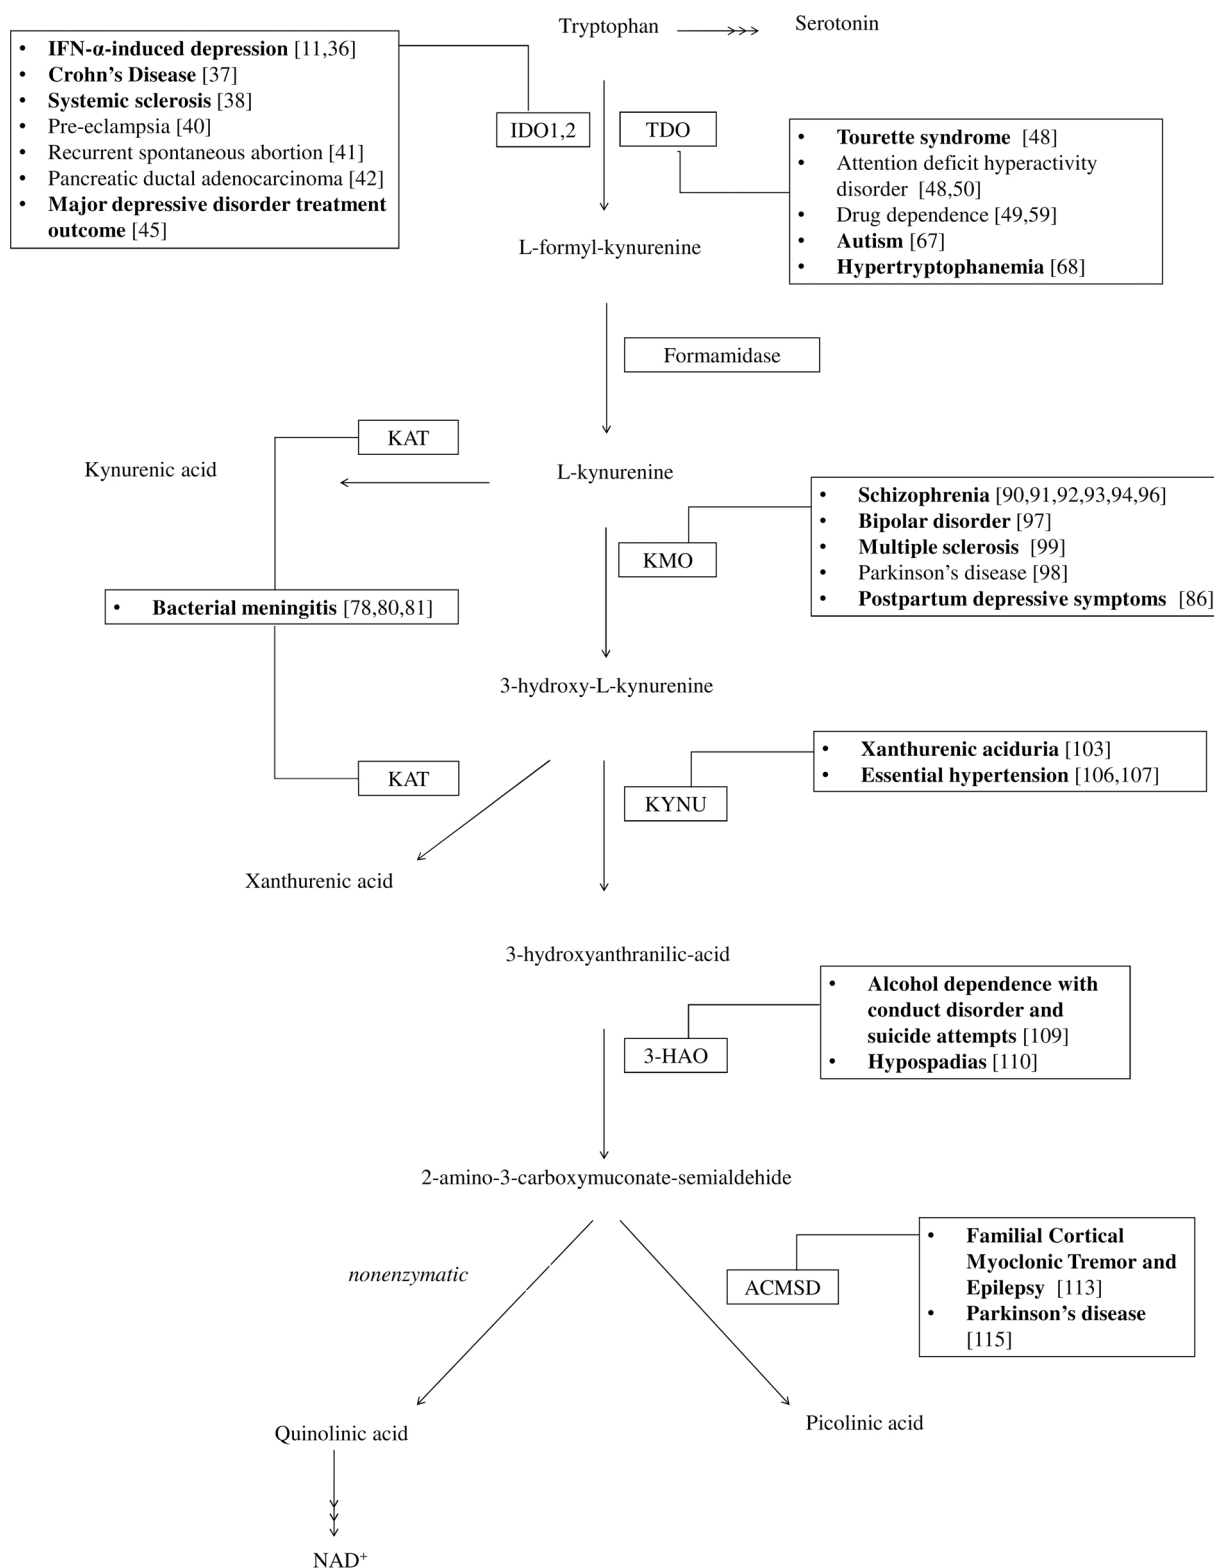 Tryptophan
Serotonin
• IFN-α-induced depression [11,36]
• Crohn's Disease [37]
• Systemic sclerosis [38]
• Pre-eclampsia [40]
• Recurrent spontaneous abortion [41]
• Pancreatic ductal adenocarcinoma [42]
• Major depressive disorder treatment
outcome [45]
IDO1,2
TDO
• Tourette syndrome [48]
• Attention deficit hyperactivity
disorder [48,50]
• Drug dependence [49,59]
• Autism [67]
• Hypertryptophanemia [68]
L-formyl-kynurenine
Formamidase
KAT
Kynurenic acid
L-kynurenine
• Schizophrenia [90,91,92,93,94,96]
• Bipolar disorder [97]
• Multiple sclerosis [99]
• Parkinson's disease [98]
• Postpartum depressive symptoms [86]
KMO
• Bacterial meningitis [78,80,81]
3-hydroxy-L-kynurenine
• Xanthurenic aciduria [103]
• Essential hypertension [106,107]
KAT
KYNU
Xanthurenic acid
3-hydroxyanthranilic-acid
• Alcohol dependence with
conduct disorder and
suicide attempts [109]
• Hypospadias [110]
3-HAO
2-amino-3-carboxymuconate-semialdehide
nonenzymatic
ACMSD
• Familial Cortical
Myoclonic Tremor and
Epilepsy [113]
• Parkinson's disease
[115]
Quinolinic acid
Picolinic acid
NAD⁺